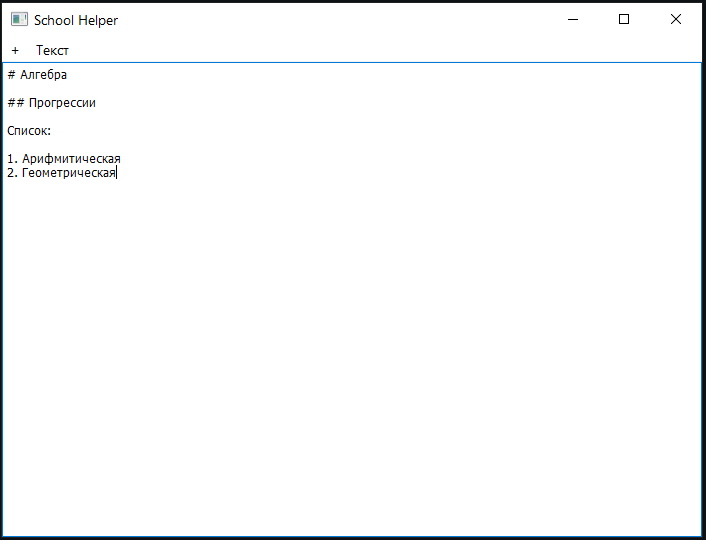 School Helper
+ Текст
# Алгебра
## Прогрессии
Список:
1. Арифмитическая
2. Геометрическая